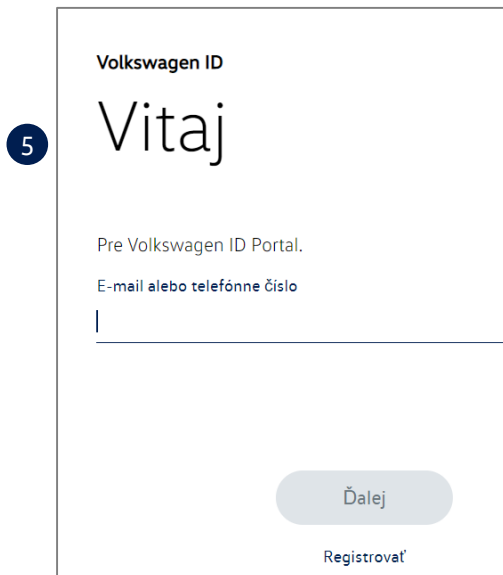 Volkswagen ID
5
Vitaj
Pre Volkswagen ID Portal.
E-mail alebo telefónne číslo
Ďalej
Registrovať